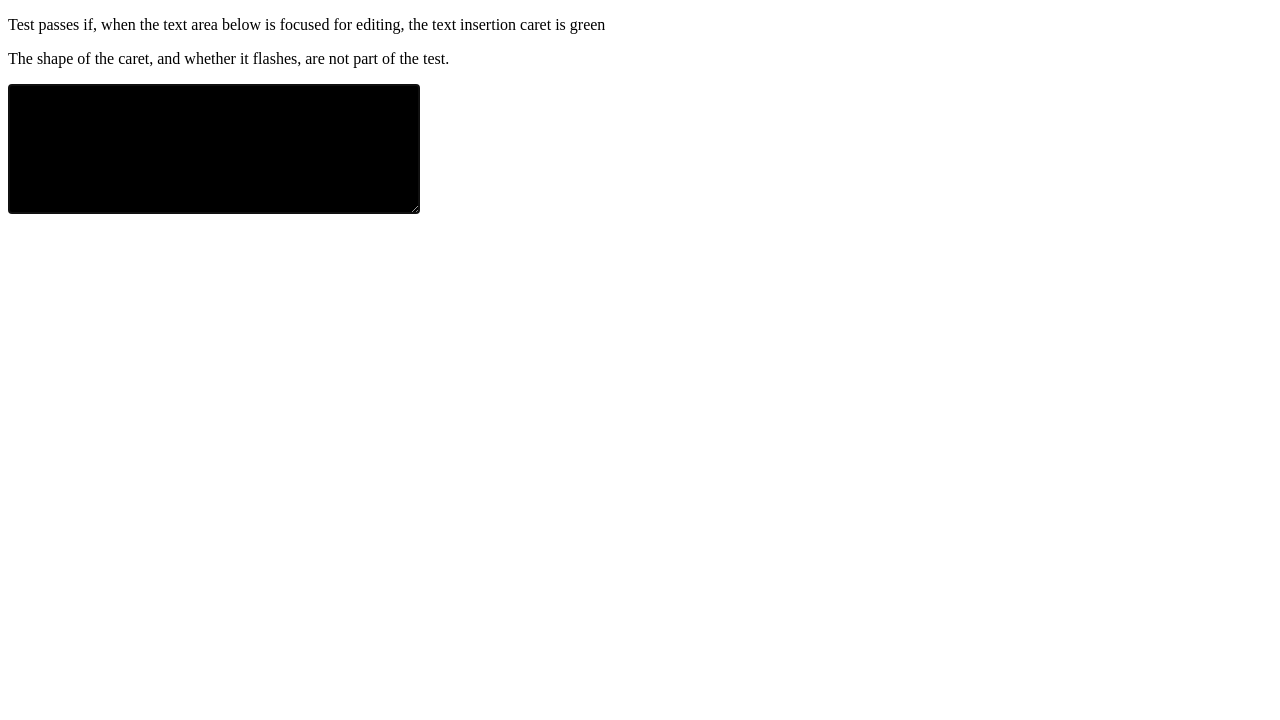 Test passes if, when the text area below is focused for editing, the text insertion caret is green
The shape of the caret, and whether it flashes, are not part of the test.